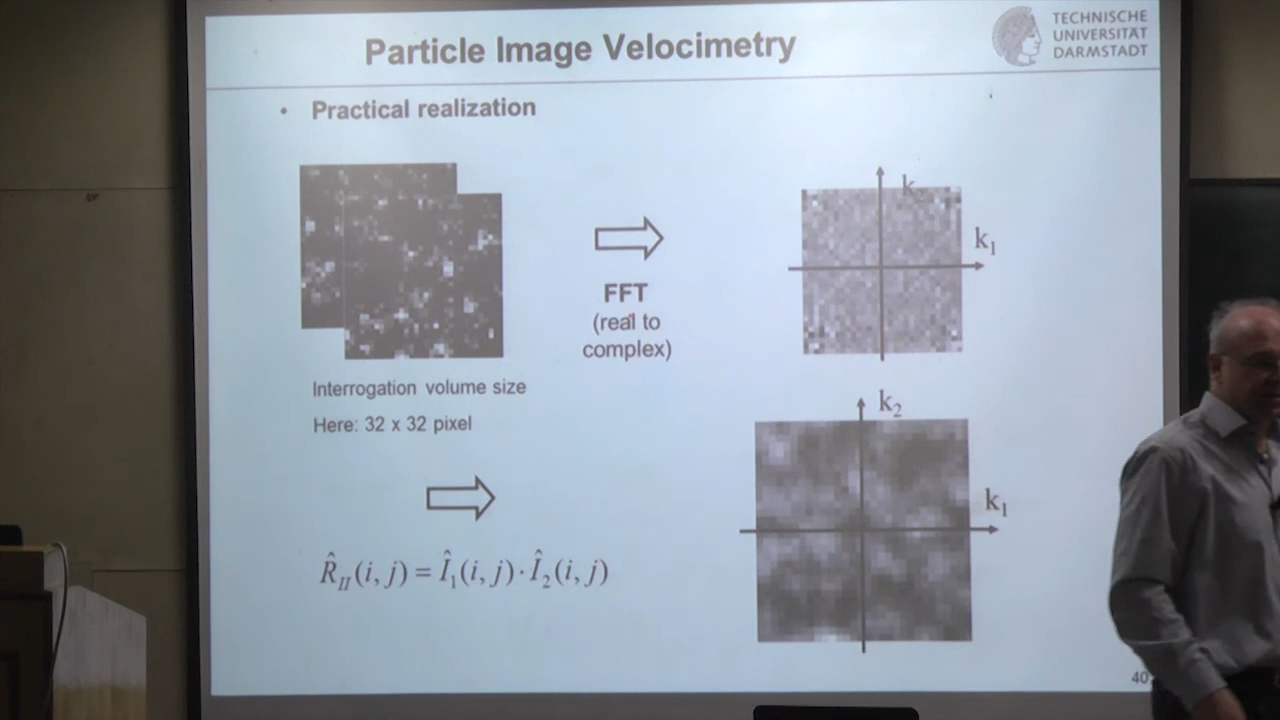 Particle Image Velocimetry
TECHNISCHE
UNIVERSITÄT
DARMSTADT
• Practical realization
k
k₁
FFT
(real to
complex)
Interrogation volume size
Here: 32 x 32 pixel
k₂
k₁
R̂_II(i, j) = Î₁(i, j) · Î₂(i, j)
40